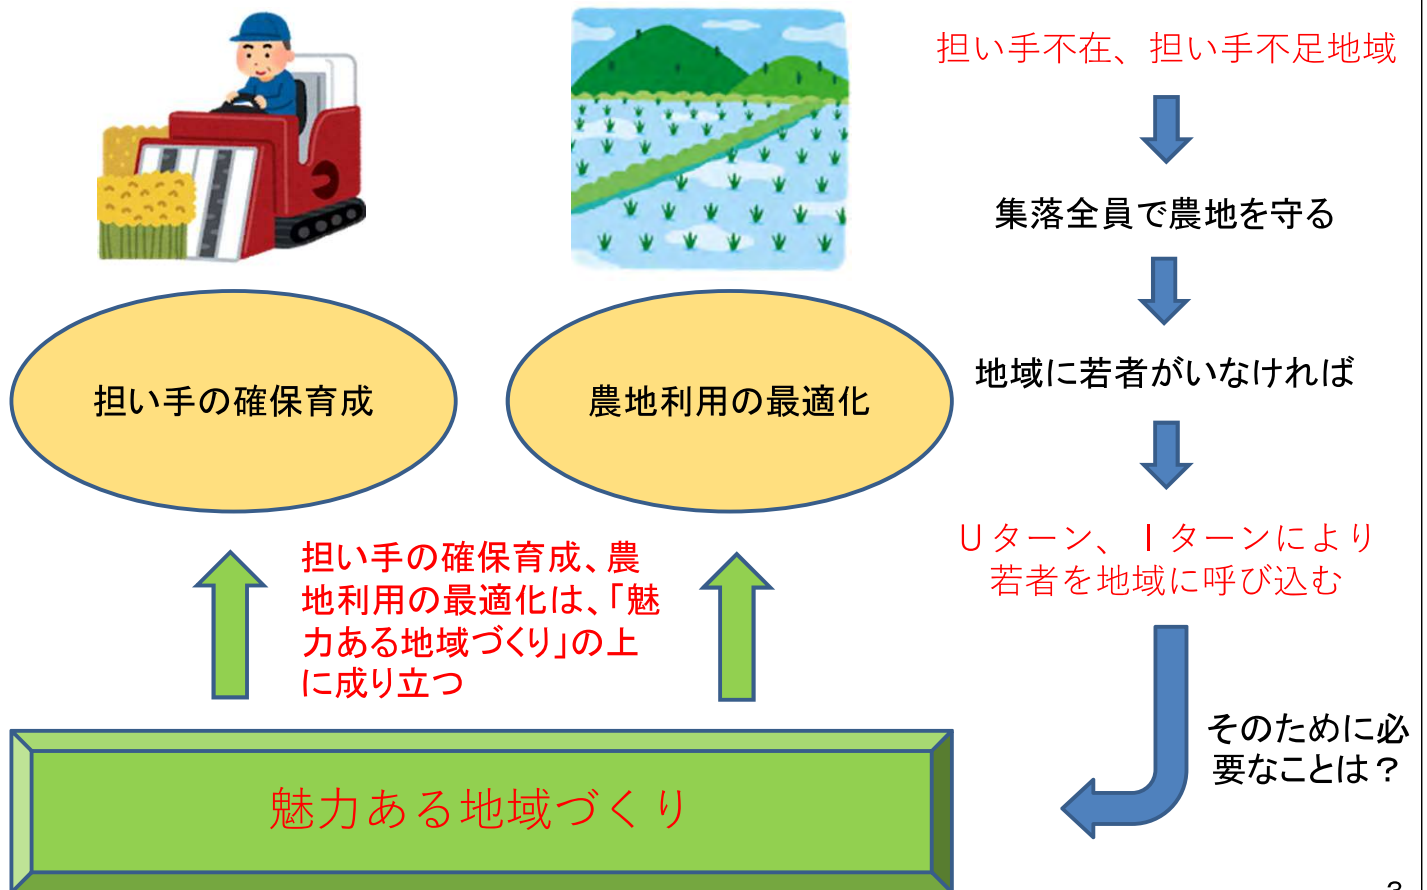 担い手不在、担い手不足地域
集落全員で農地を守る
地域に若者がいなければ
Uターン、Iターンにより
若者を地域に呼び込む
そのために必
要なことは？
担い手の確保育成
農地利用の最適化
担い手の確保育成、農
地利用の最適化は、「魅
力ある地域づくり」の上
に成り立つ
魅力ある地域づくり
3